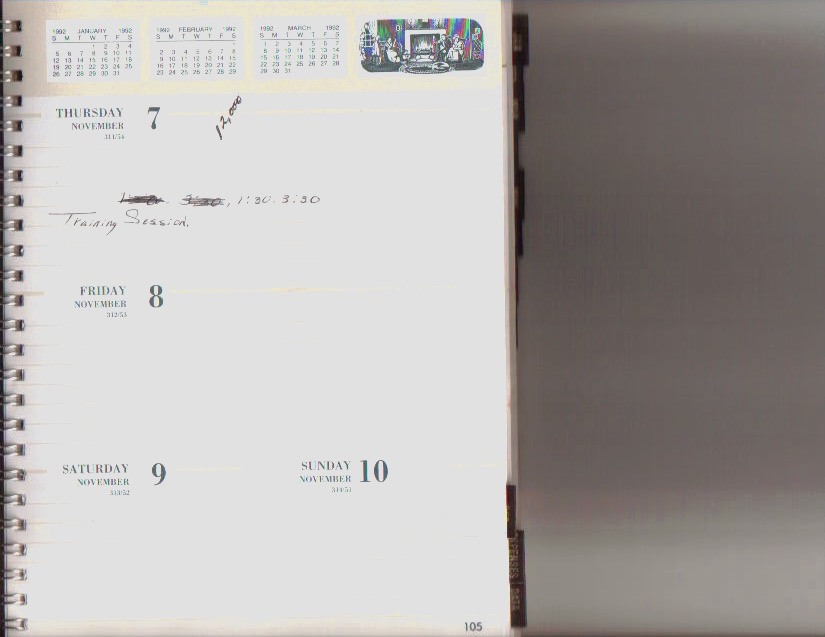 1992 JANUARY 1992
S M T W T F S
1 2 3 4
5 6 7 8 9 10 11
12 13 14 15 16 17 18
19 20 21 22 23 24 25
26 27 28 29 30 31
1992 FEBRUARY 1992
S M T W T F S
1
2 3 4 5 6 7 8
9 10 11 12 13 14 15
16 17 18 19 20 21 22
23 24 25 26 27 28 29
1992 MARCH 1992
S M T W T F S
1 2 3 4 5 6 7
8 9 10 11 12 13 14
15 16 17 18 19 20 21
22 23 24 25 26 27 28
29 30 31
THURSDAY 7
NOVEMBER
311/54
12,000
3:30, 1:30-3:30
Training Session.
FRIDAY 8
NOVEMBER
312/53
SATURDAY 9
NOVEMBER
313/52
SUNDAY 10
NOVEMBER
314/51
105